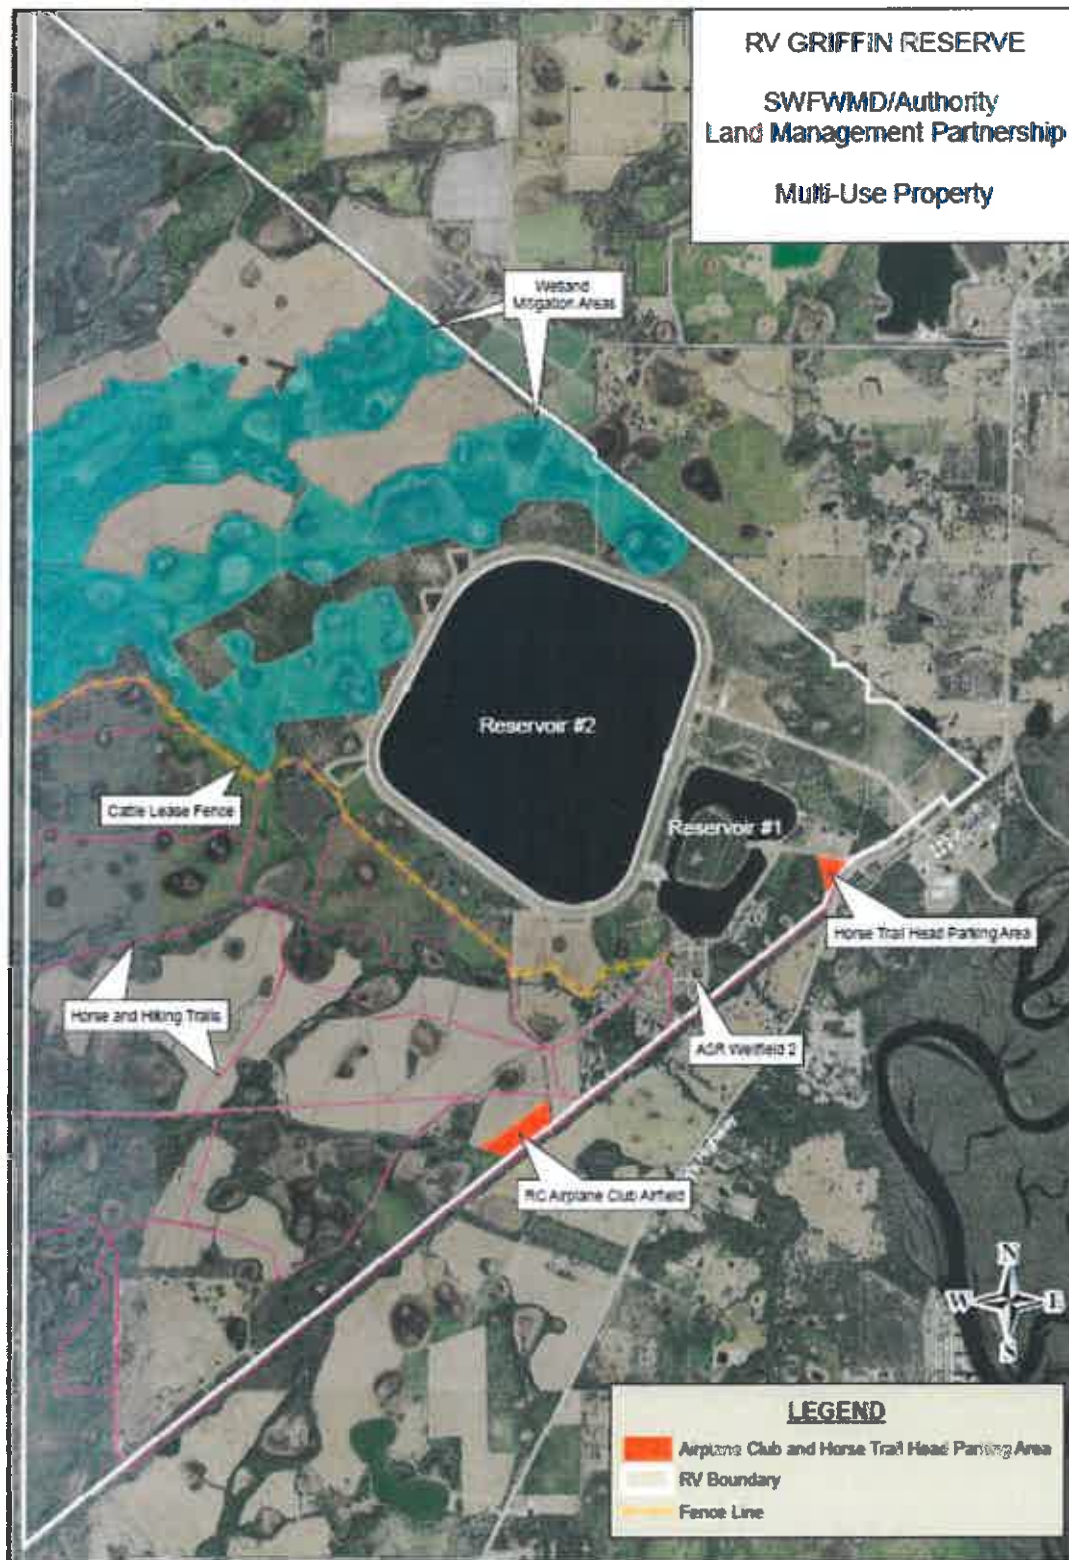 RV GRIFFIN RESERVE
SWFWMD/Authority
Land Management Partnership
Multi-Use Property
Wetland
Mitigation Areas
Reservoir #2
Cattle Lease Fence
Reservoir #1
Horse Trail Head Parking Area
Horse and Hiking Trails
ASR Wellfield 2
RC Airplane Club Airfield
N
W
E
S
LEGEND
Airplane Club and Horse Trail Head Parking Area
RV Boundary
Fence Line